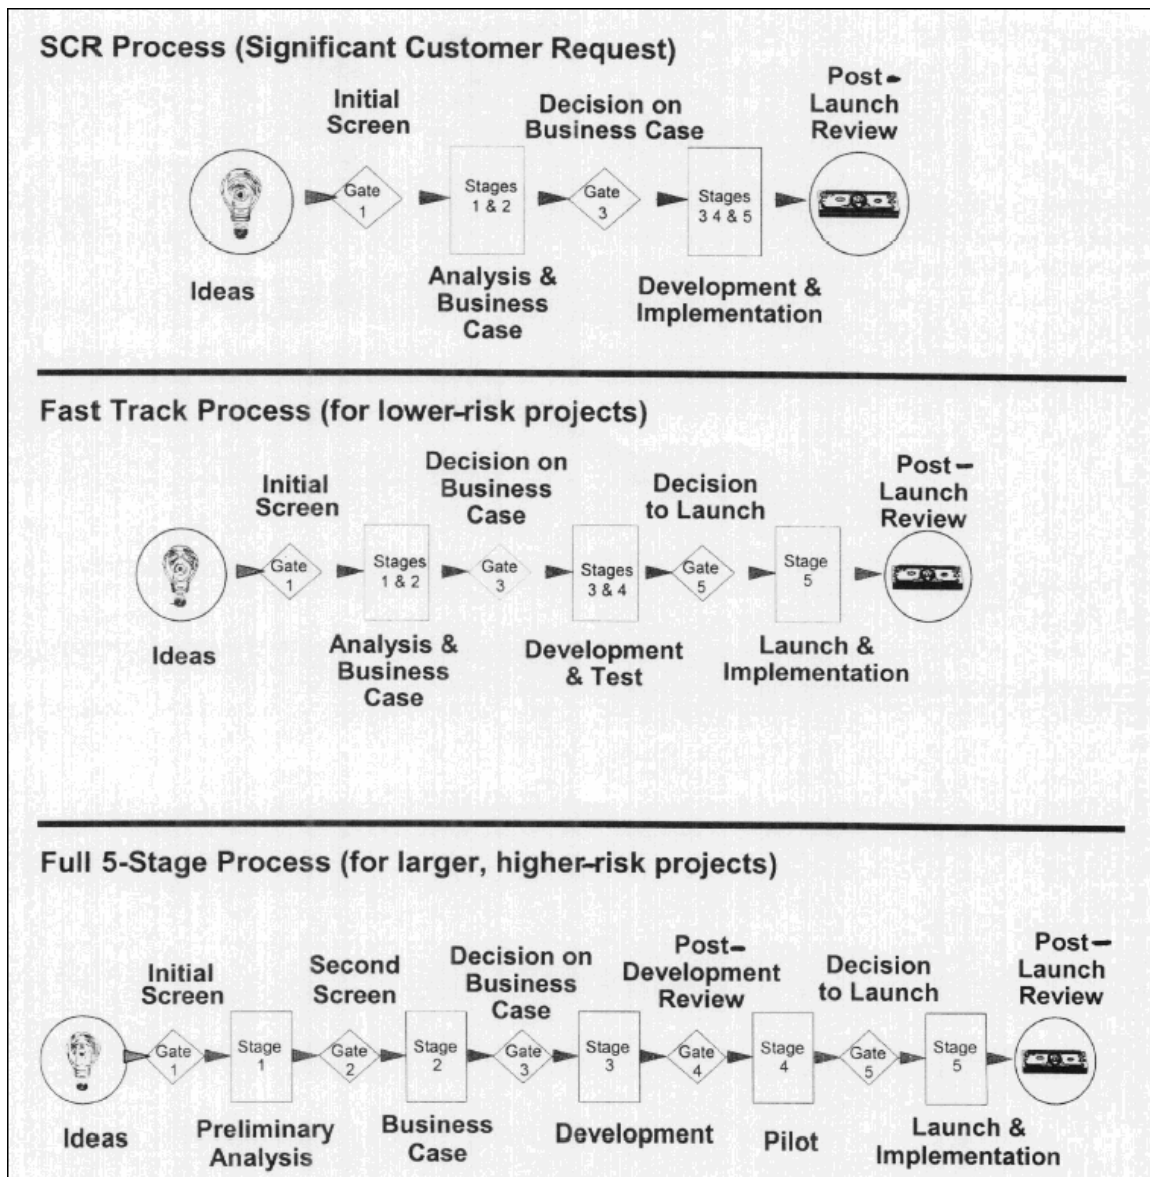 SCR Process (Significant Customer Request)
Initial
Screen
Decision on
Business Case
Post-
Launch
Review
Gate
1
Stages
1 & 2
Gate
3
Stages
3 4 & 5
Ideas
Analysis &
Business
Case
Development &
Implementation
Fast Track Process (for lower-risk projects)
Initial
Screen
Decision on
Business
Case
Decision
to Launch
Post-
Launch
Review
Gate
1
Stages
1 & 2
Gate
3
Stages
3 & 4
Gate
5
Stage
5
Ideas
Analysis &
Business
Case
Development
& Test
Launch &
Implementation
Full 5-Stage Process (for larger, higher-risk projects)
Initial
Screen
Second
Screen
Decision on
Business
Case
Post-
Development
Review
Decision
to Launch
Post-
Launch
Review
Gate
1
Stage
1
Gate
2
Stage
2
Gate
3
Stage
3
Gate
4
Stage
4
Gate
5
Stage
5
Ideas
Preliminary
Analysis
Business
Case
Development
Pilot
Launch &
Implementation